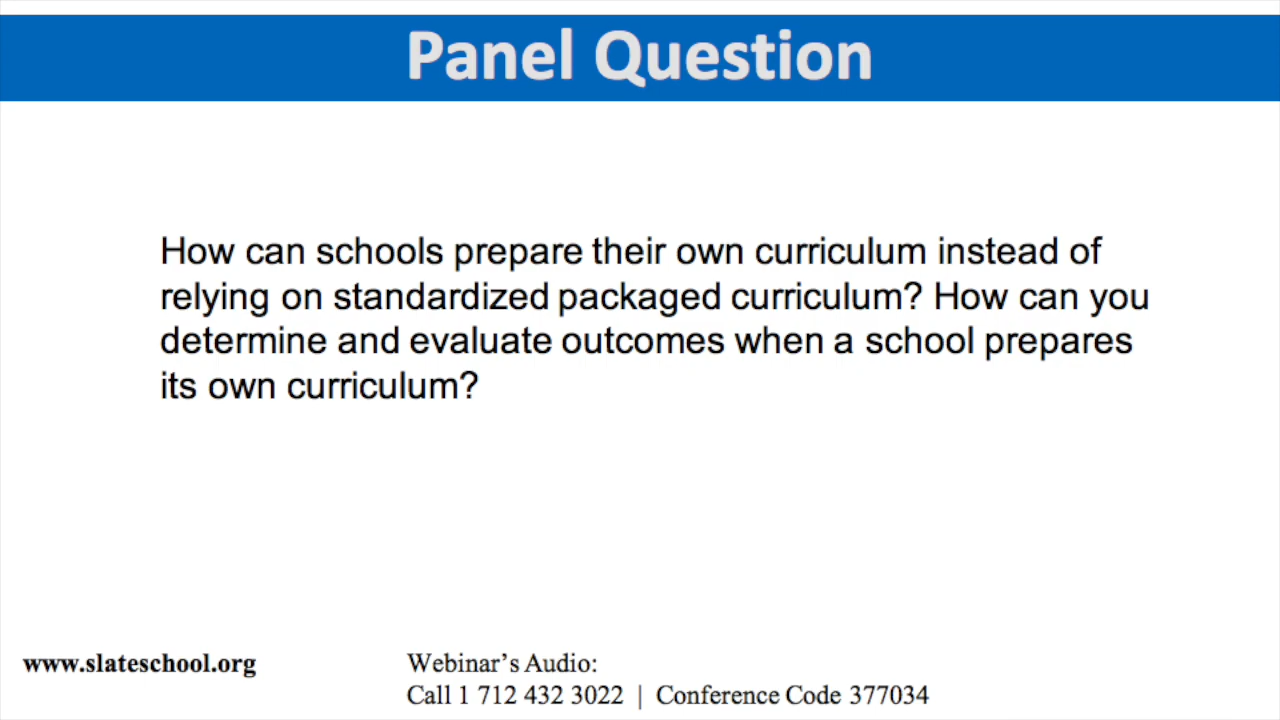 Panel Question
How can schools prepare their own curriculum instead of
relying on standardized packaged curriculum? How can you
determine and evaluate outcomes when a school prepares
its own curriculum?
www.slateschool.org
Webinar’s Audio:
Call 1 712 432 3022 | Conference Code 377034